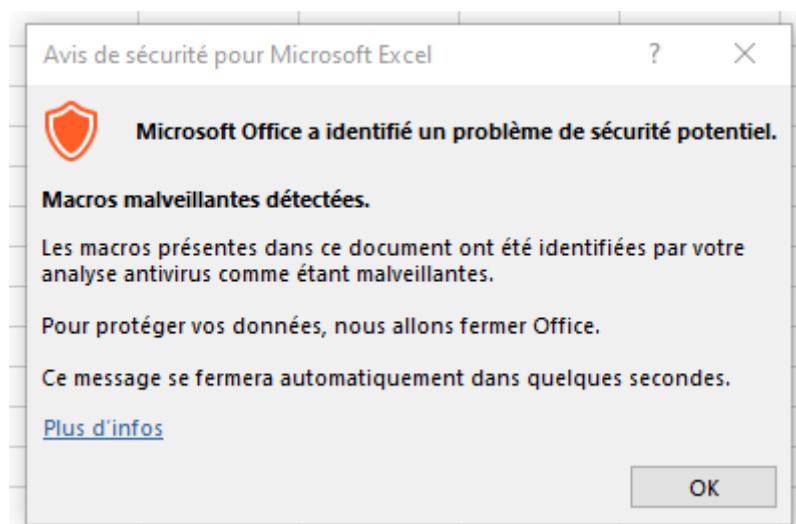 Avis de sécurité pour Microsoft Excel
?
Microsoft Office a identifié un problème de sécurité potentiel.
Macros malveillantes détectées.
Les macros présentes dans ce document ont été identifiées par votre
analyse antivirus comme étant malveillantes.
Pour protéger vos données, nous allons fermer Office.
Ce message se fermera automatiquement dans quelques secondes.
Plus d'infos
OK